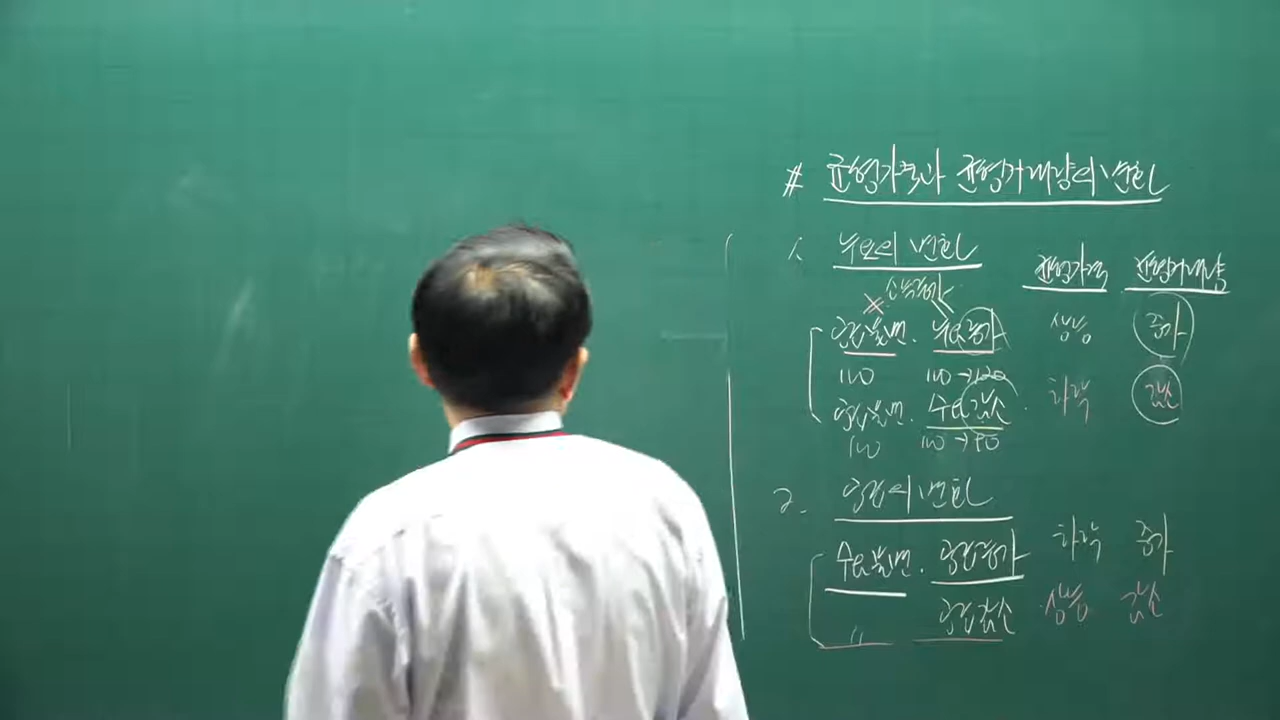 # 균형가격과 균형거래량의 변화
1. 수요의 변화 균형가격 균형거래량
공급불변. 수요증가 상승 증가
100 100→120
공급불변. 수요감소. 하락 감소
100 100→80
2. 공급의 변화
수요불변. 공급증가 하락 증가
〃 공급감소 상승 감소